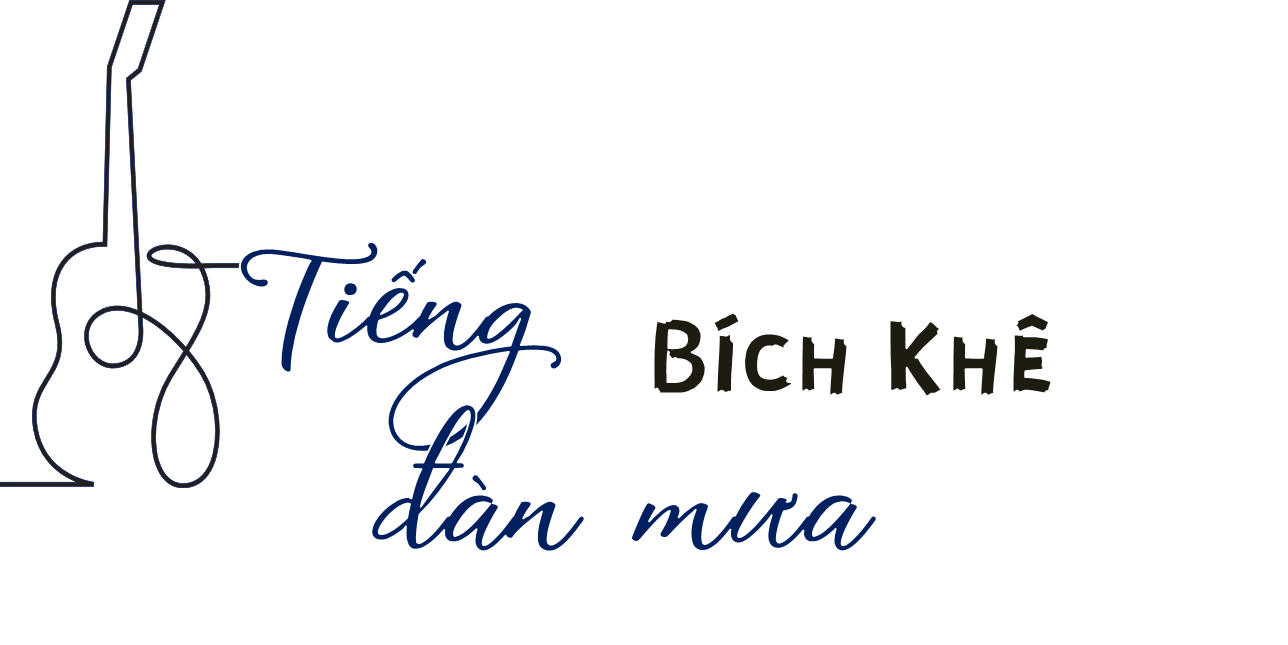 Tiếng
BÍCH KHÊ
đàn mưa